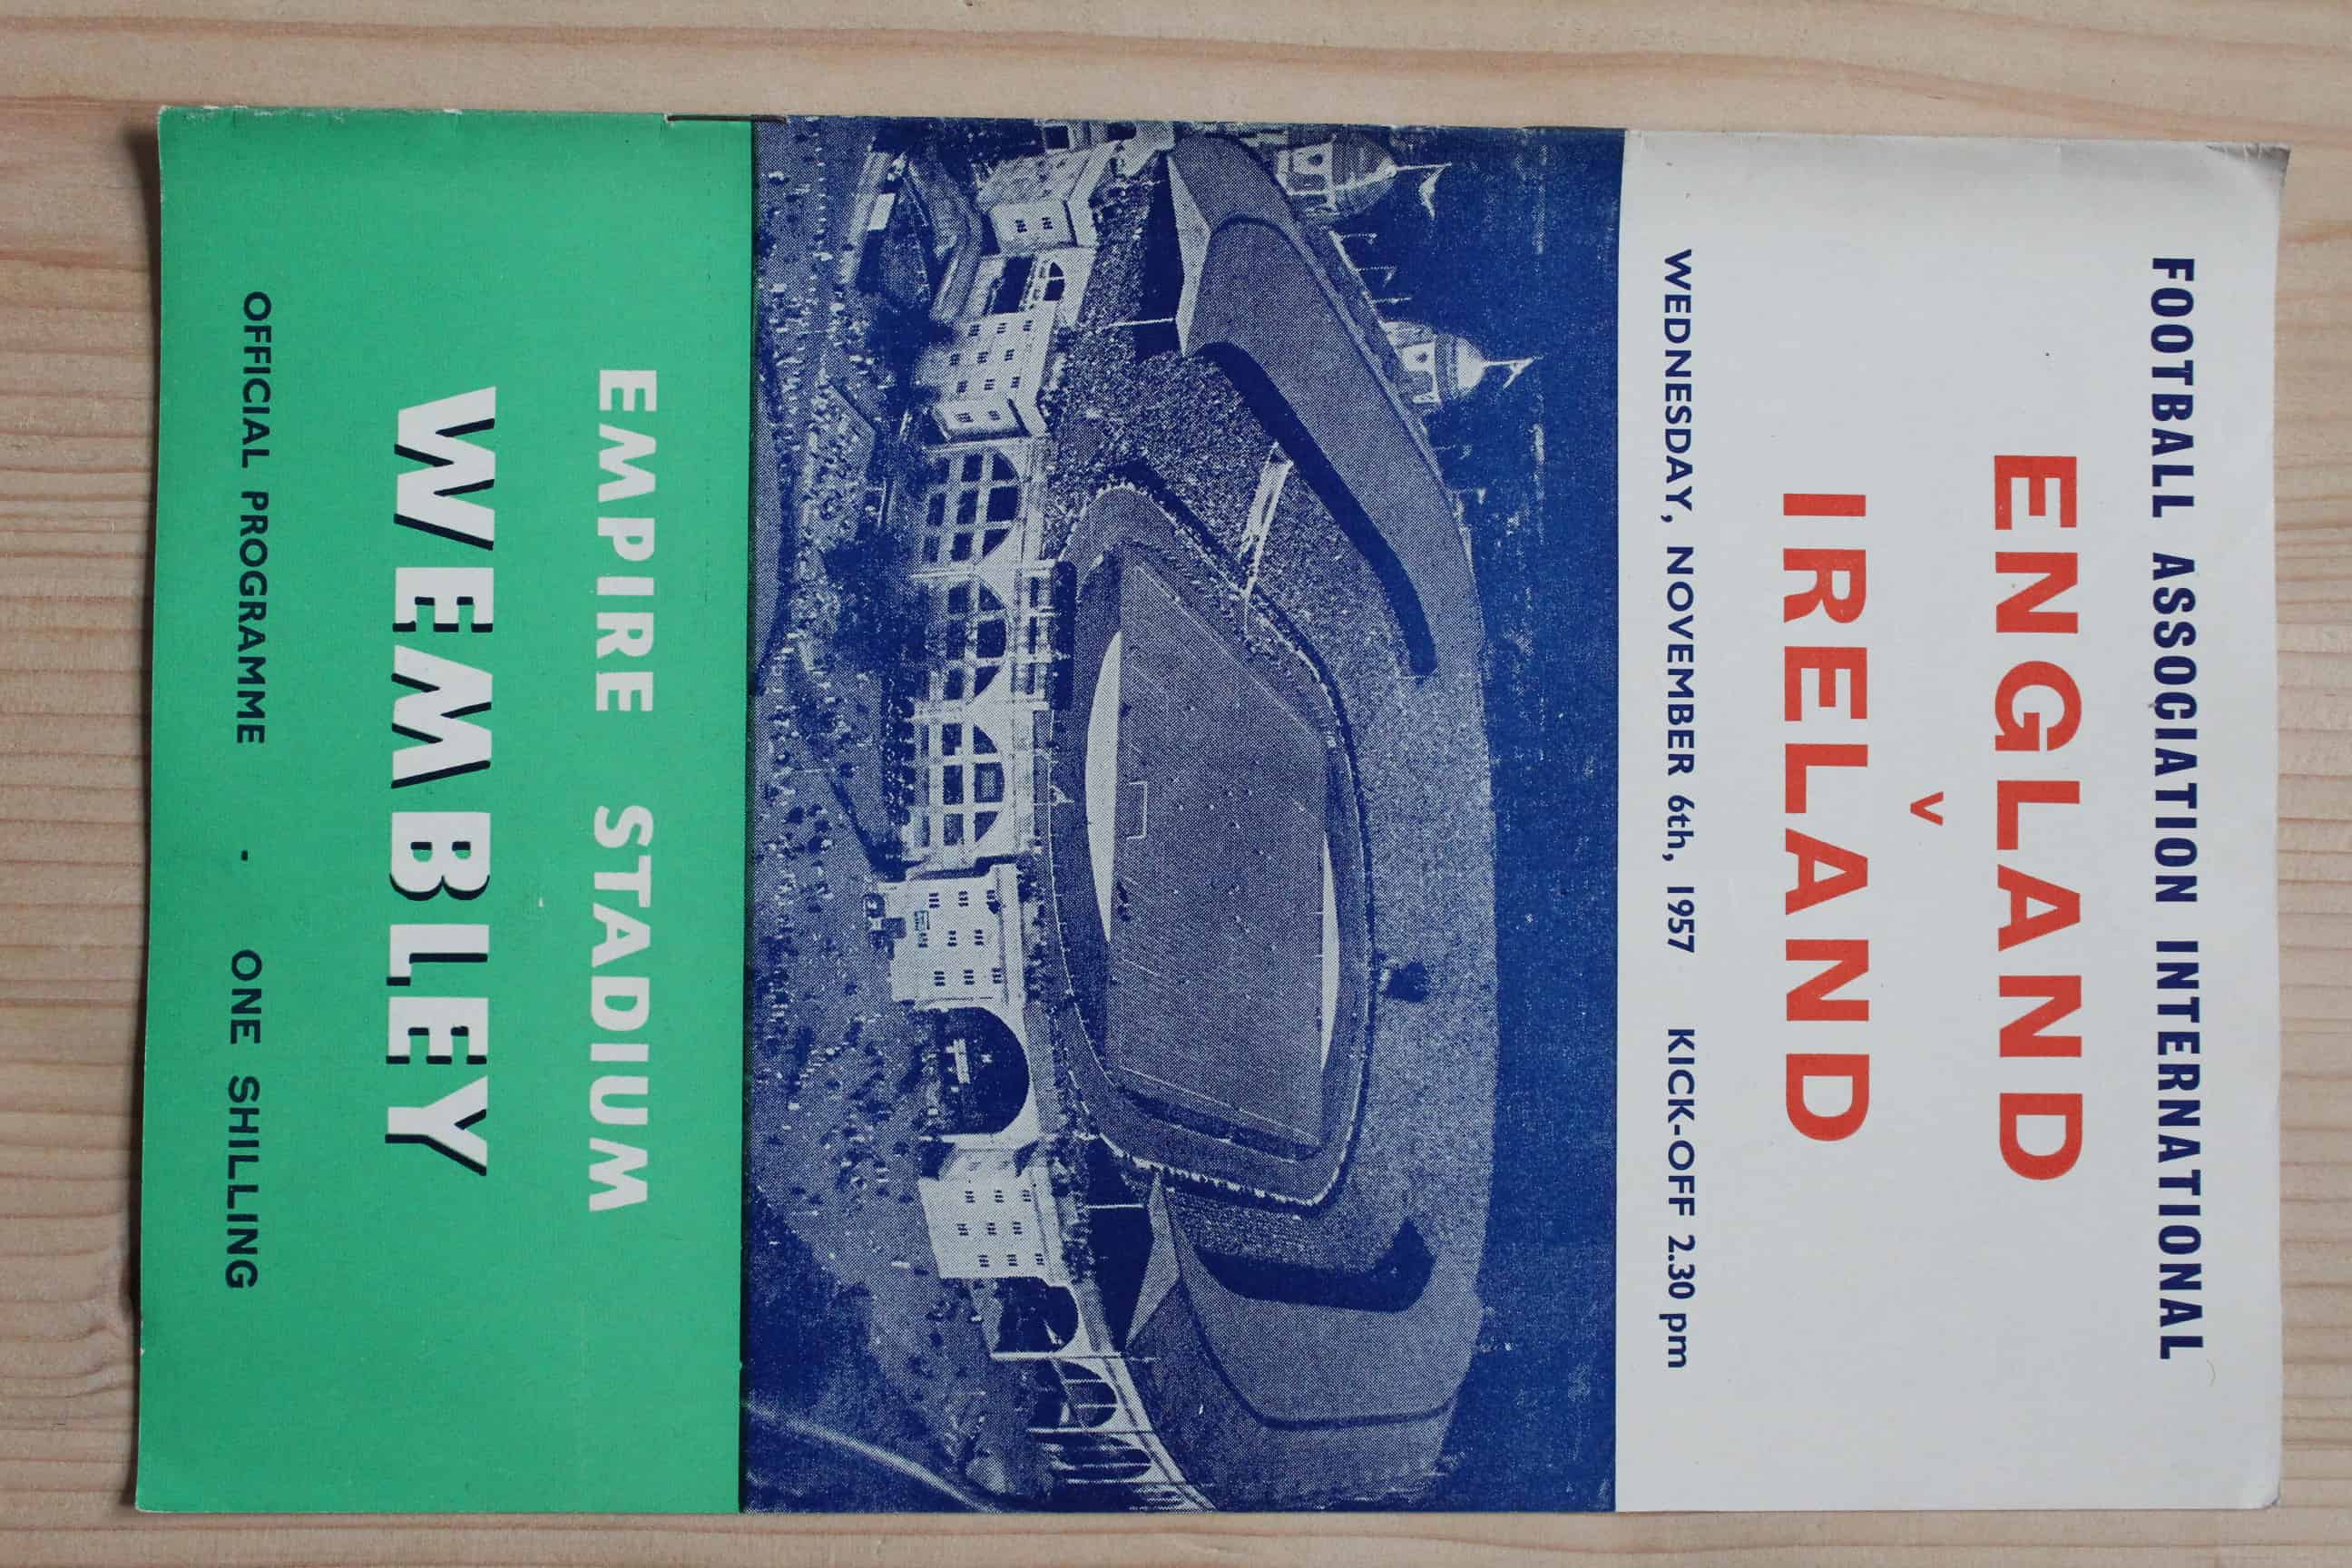 FOOTBALL ASSOCIATION INTERNATIONAL
ENGLAND
v
IRELAND
WEDNESDAY, NOVEMBER 6th, 1957 KICK-OFF 2.30 pm
EMPIRE STADIUM
WEMBLEY
OFFICIAL PROGRAMME - ONE SHILLING